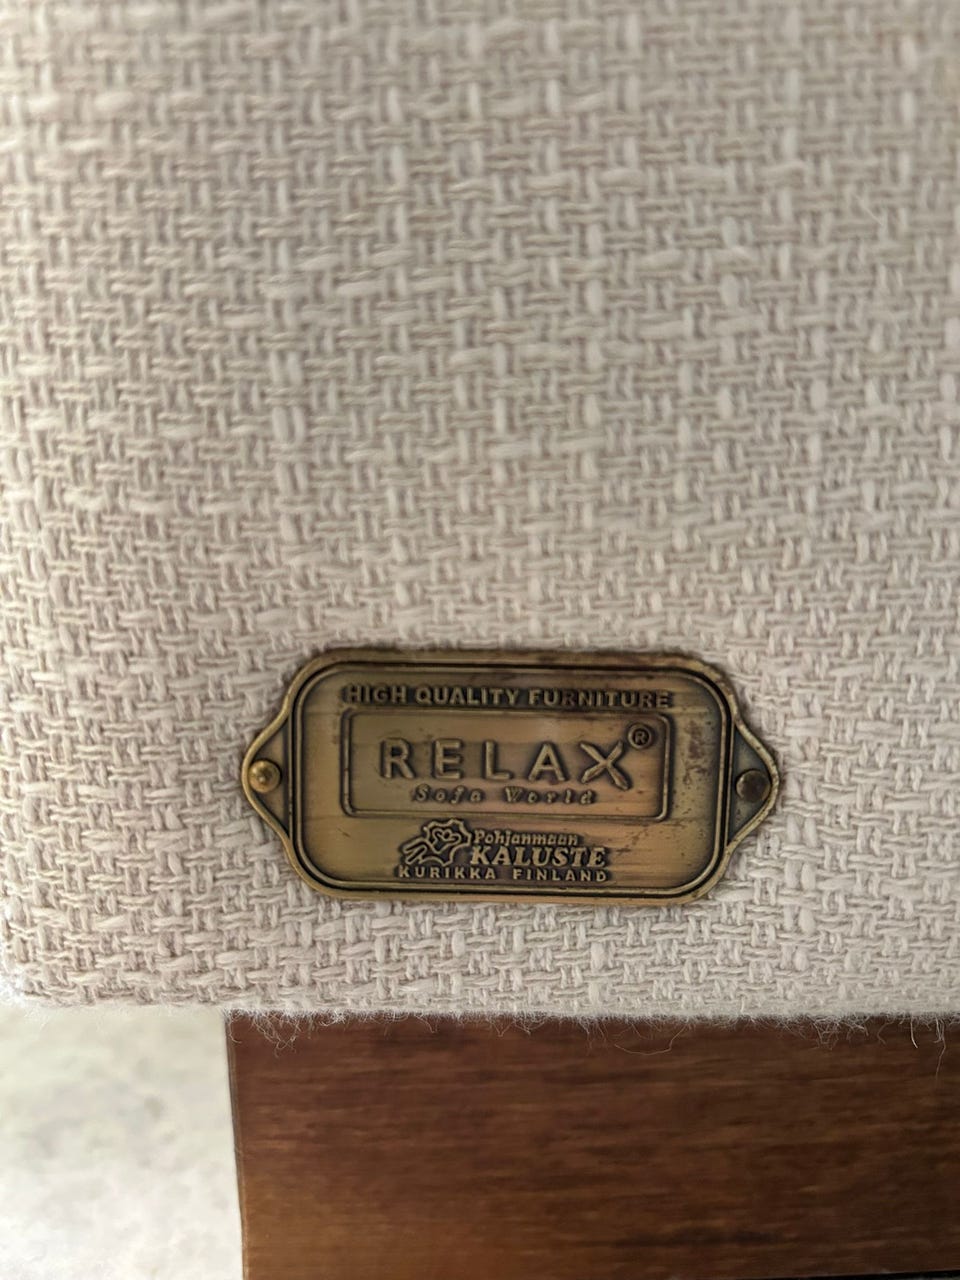 HIGH QUALITY FURNITURE
RELAX®
Sofa World
Pohjanmaan
KALUSTE
KURIKKA FINLAND